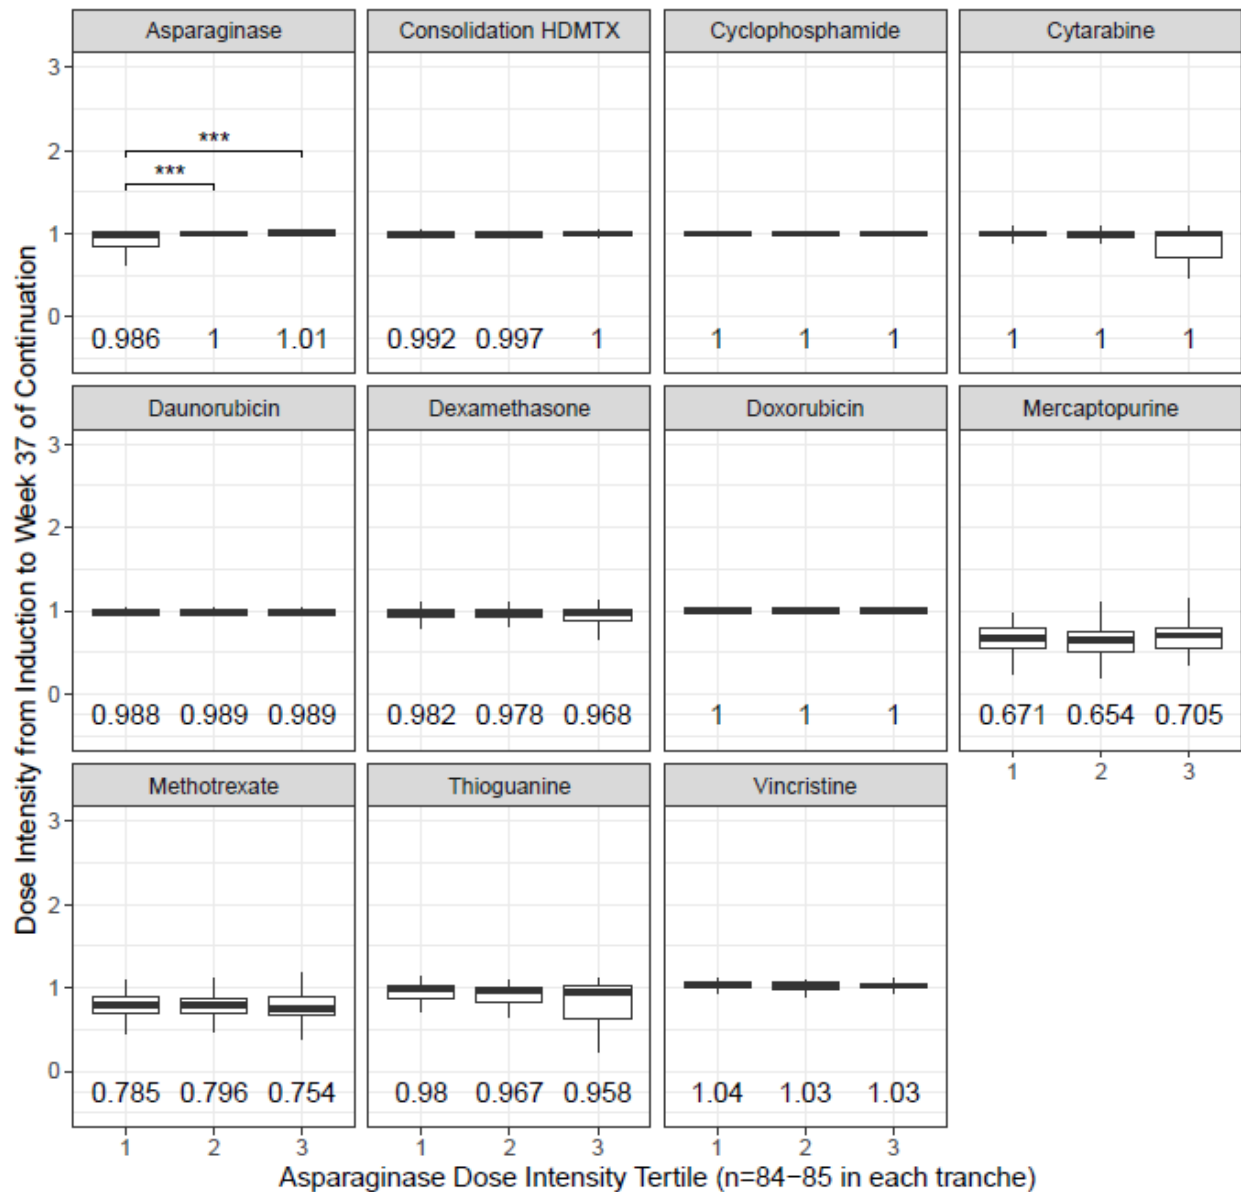 Dose Intensity from Induction to Week 37 of Continuation
Asparaginase Consolidation HDMTX Cyclophosphamide Cytarabine
3
2
1
0
***
***
0.986 1 1.01 0.992 0.997 1 1 1 1 1 1 1
Daunorubicin Dexamethasone Doxorubicin Mercaptopurine
3
2
1
0
0.988 0.989 0.989 0.982 0.978 0.968 1 1 1 0.671 0.654 0.705
1 2 3
Methotrexate Thioguanine Vincristine
3
2
1
0
0.785 0.796 0.754 0.98 0.967 0.958 1.04 1.03 1.03
1 2 3 1 2 3 1 2 3
Asparaginase Dose Intensity Tertile (n=84−85 in each tranche)